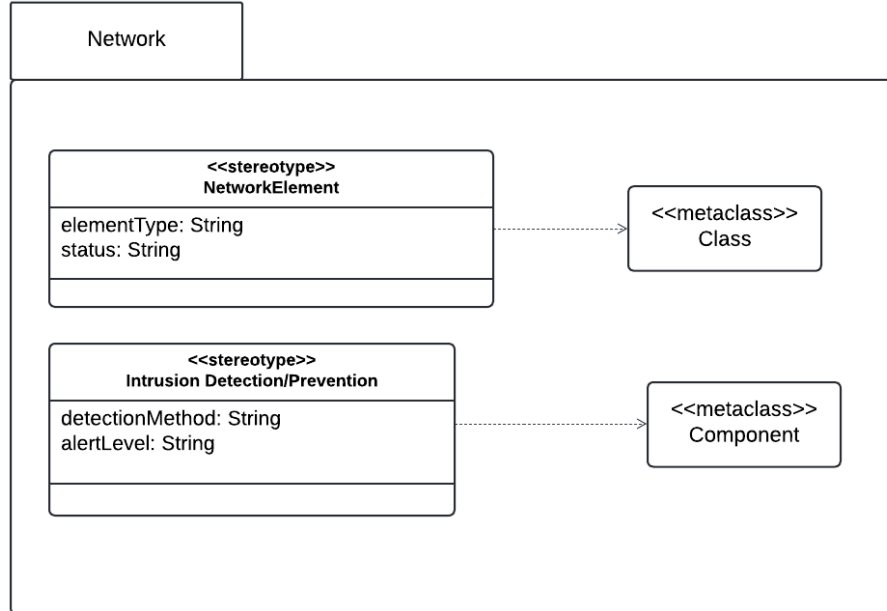 Network
<<stereotype>>
NetworkElement
elementType: String
status: String
<<metaclass>>
Class
<<stereotype>>
Intrusion Detection/Prevention
detectionMethod: String
alertLevel: String
<<metaclass>>
Component